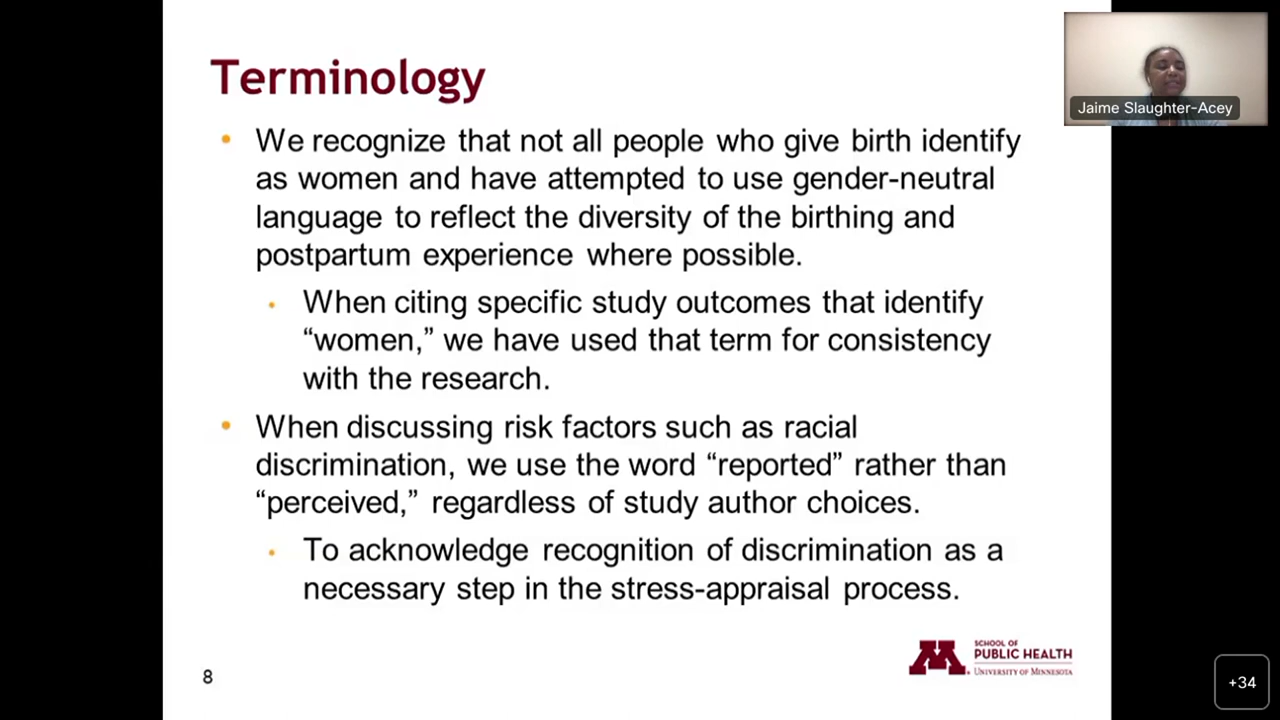 Terminology
• We recognize that not all people who give birth identify
as women and have attempted to use gender-neutral
language to reflect the diversity of the birthing and
postpartum experience where possible.
• When citing specific study outcomes that identify
“women,” we have used that term for consistency
with the research.
• When discussing risk factors such as racial
discrimination, we use the word “reported” rather than
“perceived,” regardless of study author choices.
• To acknowledge recognition of discrimination as a
necessary step in the stress-appraisal process.
8
M
SCHOOL OF
PUBLIC HEALTH
UNIVERSITY OF MINNESOTA
Jaime Slaughter-Acey
+34